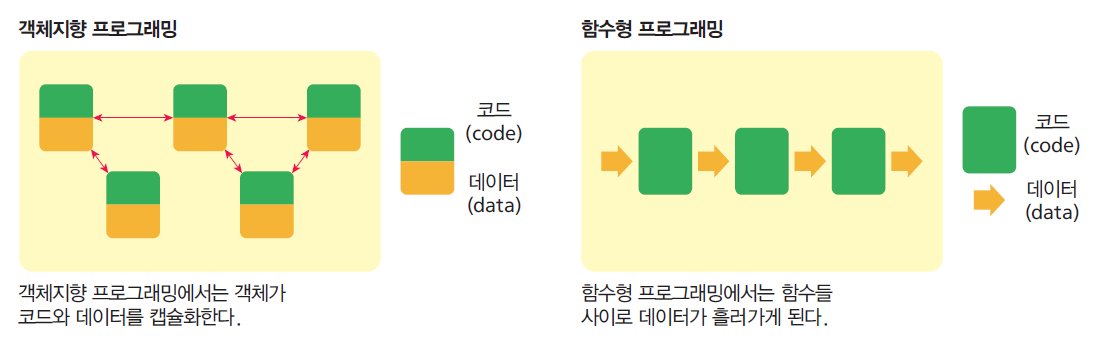 객체지향 프로그래밍
코드
(code)
데이터
(data)
객체지향 프로그래밍에서는 객체가
코드와 데이터를 캡슐화한다.
함수형 프로그래밍
코드
(code)
데이터
(data)
함수형 프로그래밍에서는 함수들
사이로 데이터가 흘러가게 된다.